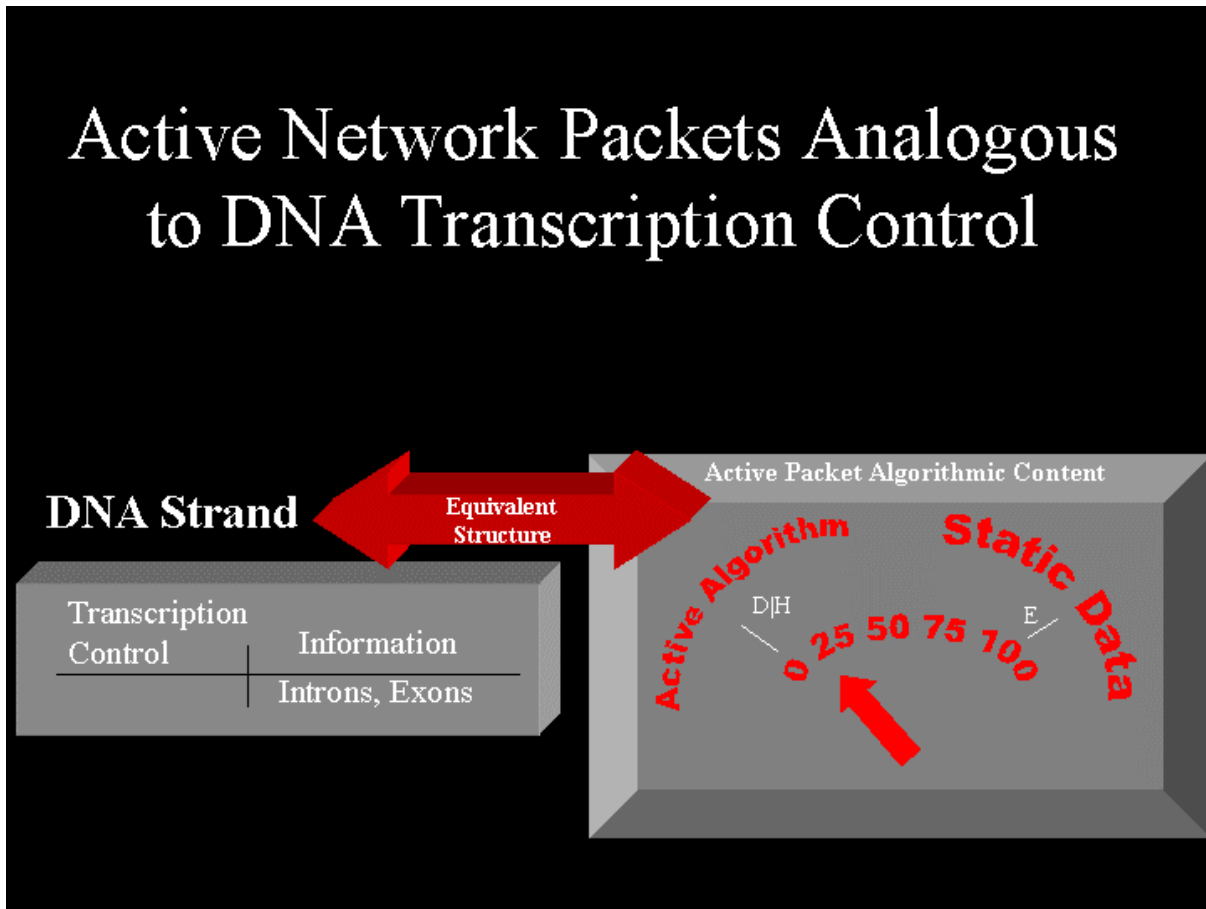 Active Network Packets Analogous
to DNA Transcription Control
DNA Strand
Equivalent
Structure
Transcription
Control
Information
Introns, Exons
Active Packet Algorithmic Content
Active Algorithm
Static Data
D|H
E
0 25 50 75 100